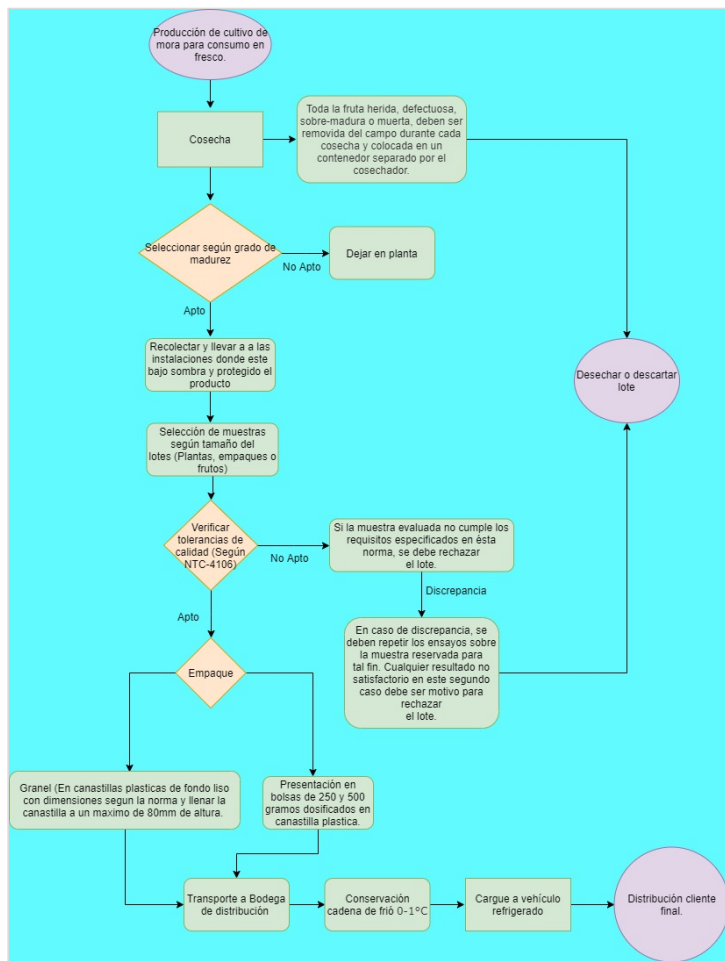 Producción de cultivo de
mora para consumo en
fresco.
Cosecha
Toda la fruta herida, defectuosa,
sobre-madura o muerta, deben ser
removida del campo durante cada
cosecha y colocada en un
contenedor separado por el
cosechador.
Seleccionar según grado de
madurez
No Apto
Dejar en planta
Apto
Recolectar y llevar a a las
instalaciones donde este
bajo sombra y protegido el
producto
Desechar o descartar
lote
Selección de muestras
según tamaño del
lotes (Plantas, empaques o
frutos)
Verificar
tolerancias de
calidad (Según
NTC-4106)
No Apto
Si la muestra evaluada no cumple los
requisitos especificados en ésta
norma, se debe rechazar
el lote.
Discrepancia
Apto
En caso de discrepancia, se
deben repetir los ensayos sobre
la muestra reservada para
tal fin. Cualquier resultado no
satisfactorio en este segundo
caso debe ser motivo para
rechazar
el lote.
Empaque
Granel (En canastillas plasticas de fondo liso
con dimensiones segun la norma y llenar la
canastilla a un maximo de 80mm de altura.
Presentación en
bolsas de 250 y 500
gramos dosificados en
canastilla plastica.
Transporte a Bodega
de distribución
Conservación
cadena de frió 0-1°C
Cargue a vehículo
refrigerado
Distribución cliente
final.